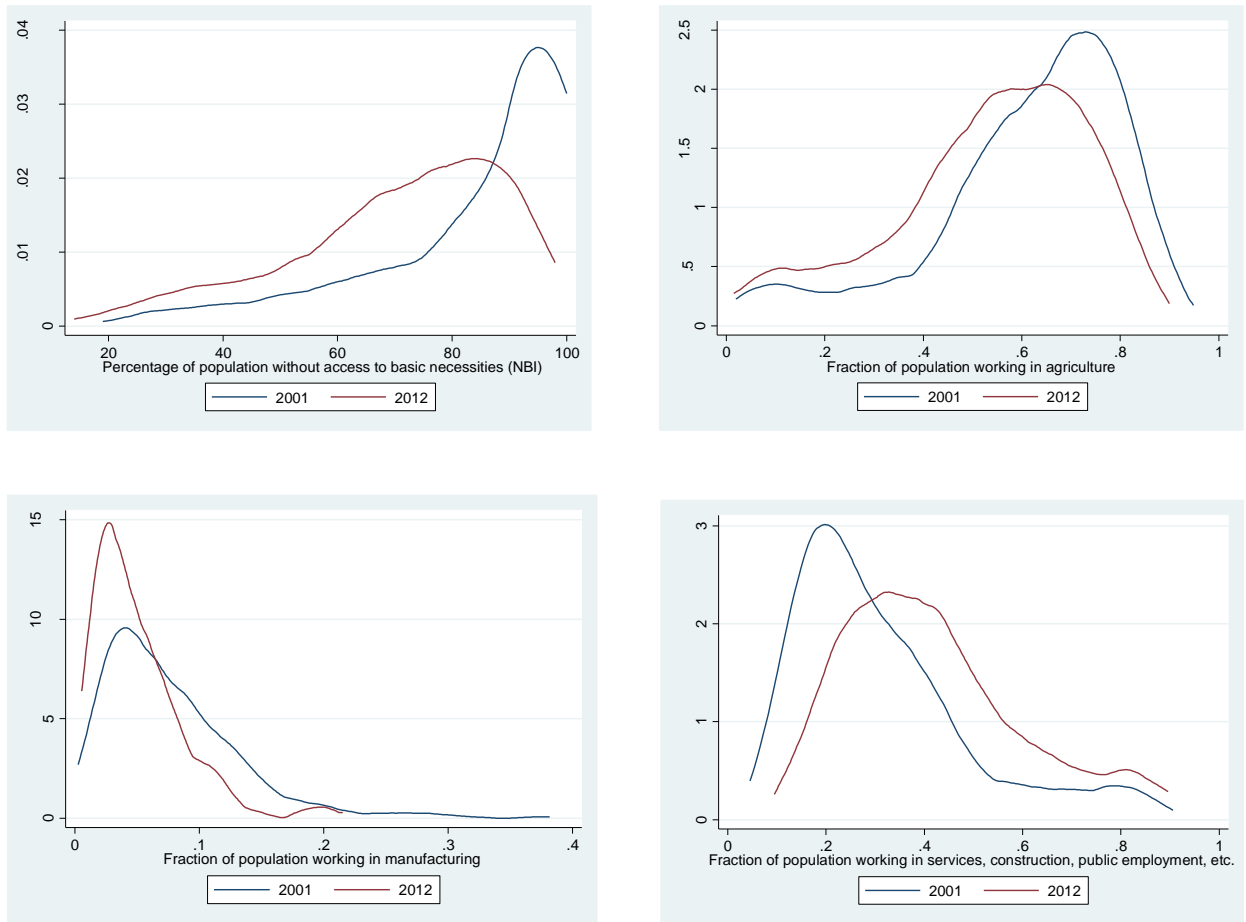 .04
.03
.02
.01
0
20 40 60 80 100
Percentage of population without access to basic necessities (NBI)
2001 2012
2.5
2
1.5
1
.5
0
0 .2 .4 .6 .8 1
Fraction of population working in agriculture
2001 2012
15
10
5
0
0 .1 .2 .3 .4
Fraction of population working in manufacturing
2001 2012
3
2
1
0
0 .2 .4 .6 .8 1
Fraction of population working in services, construction, public employment, etc.
2001 2012